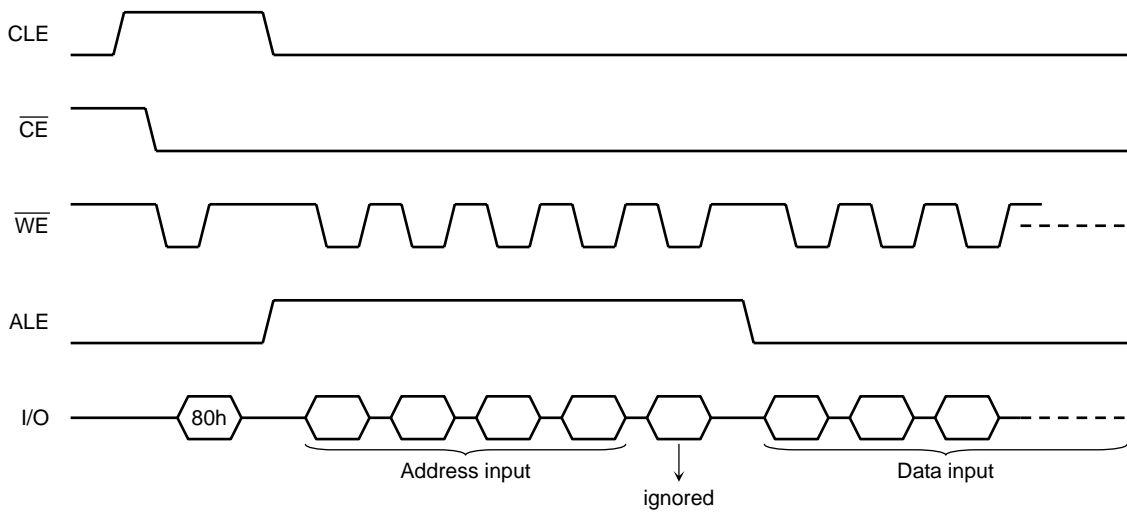 CLE
CE
WE
ALE
I/O
80h
Address input
Data input
ignored